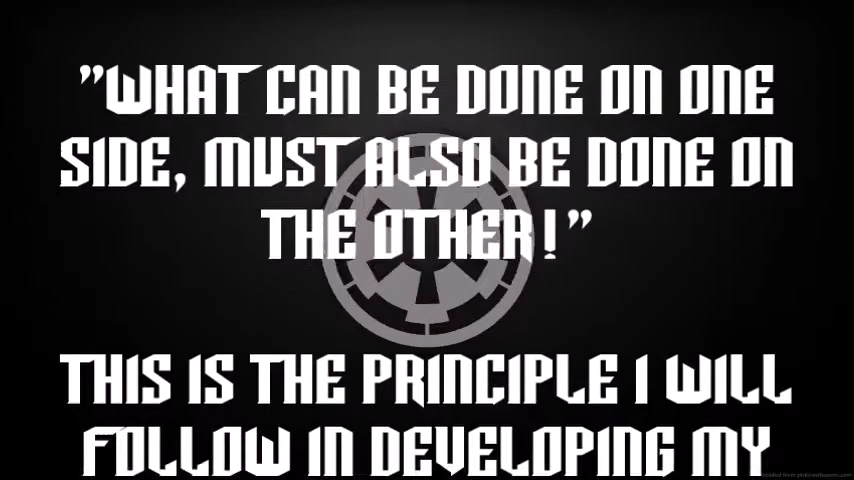 "WHAT CAN BE DONE ON ONE
SIDE, MUST ALSO BE DONE ON
THE OTHER!"
THIS IS THE PRINCIPLE I WILL
FOLLOW IN DEVELOPING MY